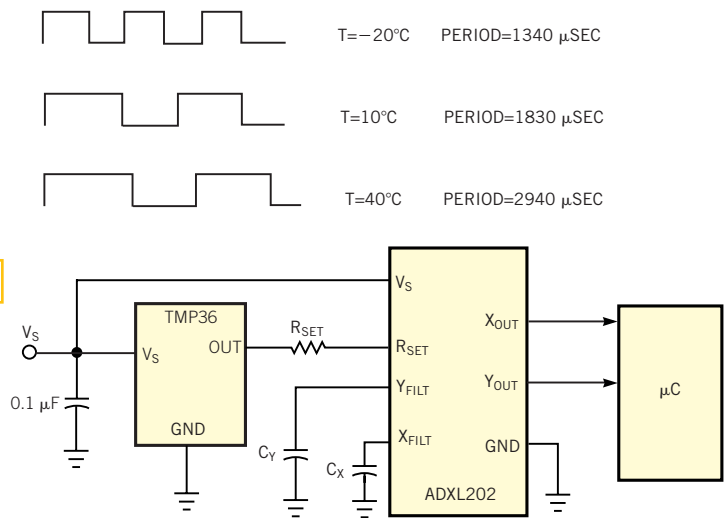 T=−20°C PERIOD=1340 µSEC
T=10°C PERIOD=1830 µSEC
T=40°C PERIOD=2940 µSEC
VS
0.1 µF
TMP36
VS
OUT
GND
RSET
CY
CX
VS
RSET
YFILT
XFILT
XOUT
YOUT
GND
ADXL202
µC